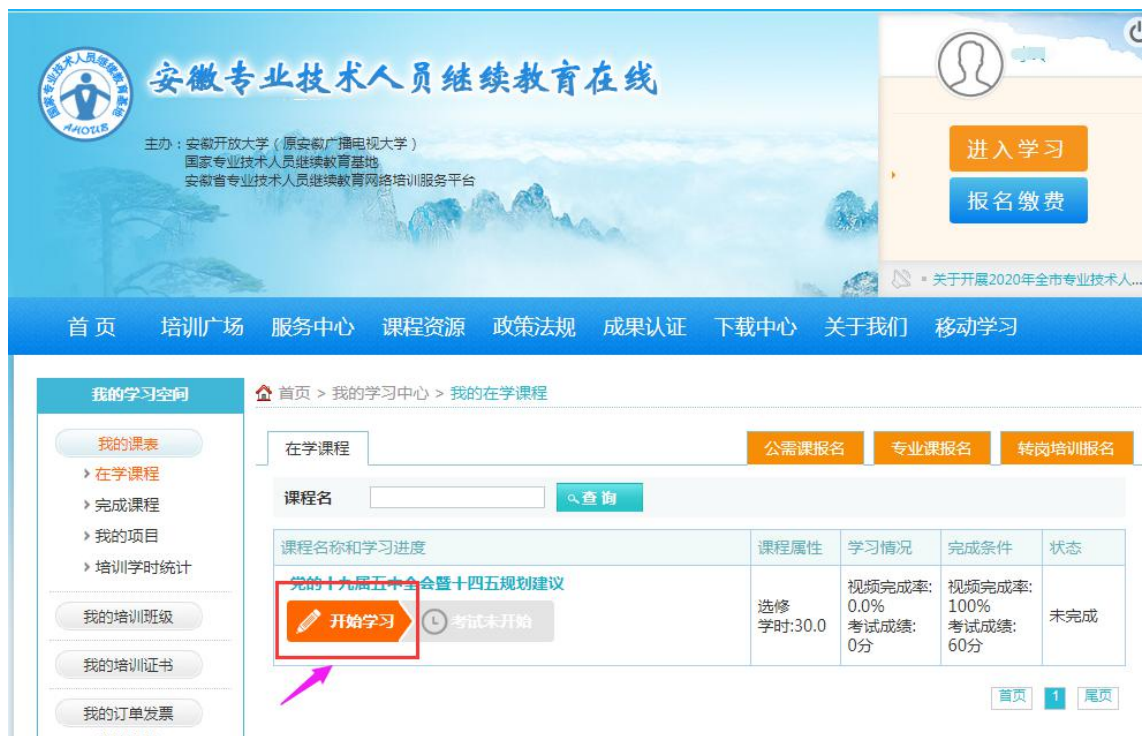 国家专业技术人员继续教育基地
AHOUE
安徽专业技术人员继续教育在线
主办：安徽开放大学（原安徽广播电视大学）
国家专业技术人员继续教育基地
安徽省专业技术人员继续教育网络培训服务平台
进入学习
报名缴费
关于开展2020年全市专业技术人...
首页 培训广场 服务中心 课程资源 政策法规 成果认证 下载中心 关于我们 移动学习
我的学习空间
我的课表
在学课程
完成课程
我的项目
培训学时统计
我的培训班级
我的培训证书
我的订单发票
首页 > 我的学习中心 > 我的在学课程
在学课程 公需课报名 专业课报名 转岗培训报名
课程名 查询
课程名称和学习进度 课程属性 学习情况 完成条件 状态
党的十九届五中全会暨十四五规划建议
开始学习 考试未开始
选修
学时:30.0
视频完成率:
0.0%
考试成绩:
0分
视频完成率:
100%
考试成绩:
60分
未完成
首页 1 尾页